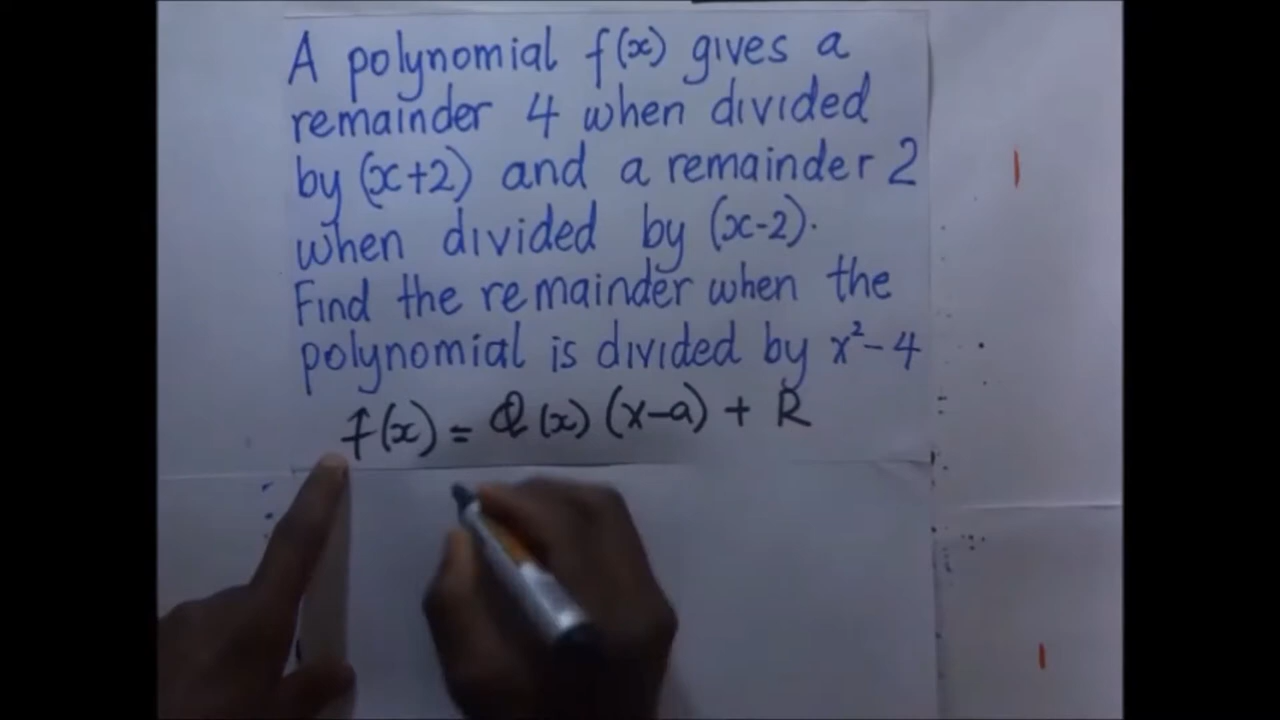 A polynomial f(x) gives a
remainder 4 when divided
by (x+2) and a remainder 2
when divided by (x-2).
Find the remainder when the
polynomial is divided by x²-4
f(x) = Q(x) (x-a) + R